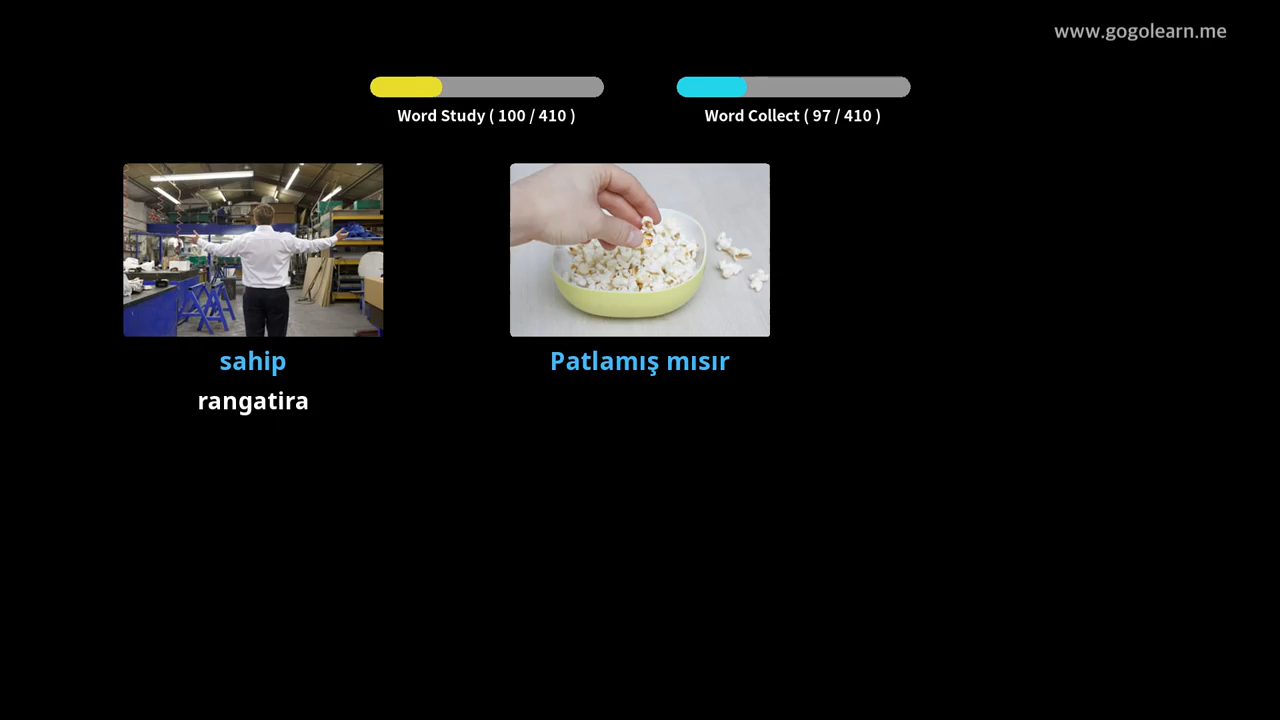 www.gogolearn.me
Word Study ( 100 / 410 )
Word Collect ( 97 / 410 )
sahip
rangatira
Patlamış mısır